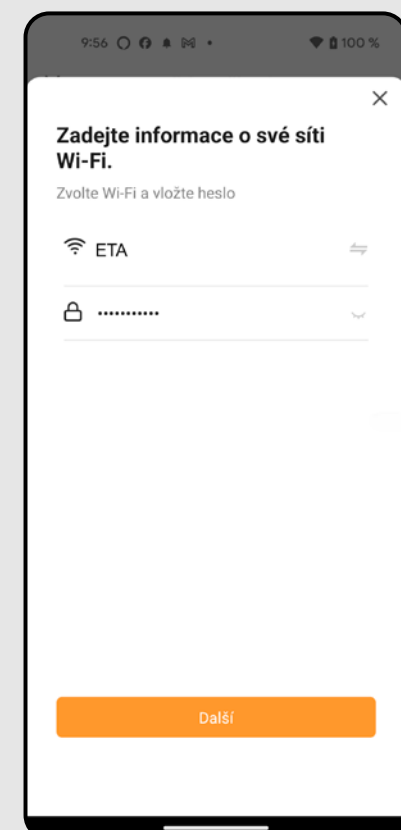 9:56 100 %
Zadejte informace o své síti
Wi-Fi.
Zvolte Wi-Fi a vložte heslo
ETA
•••••••••••
Další